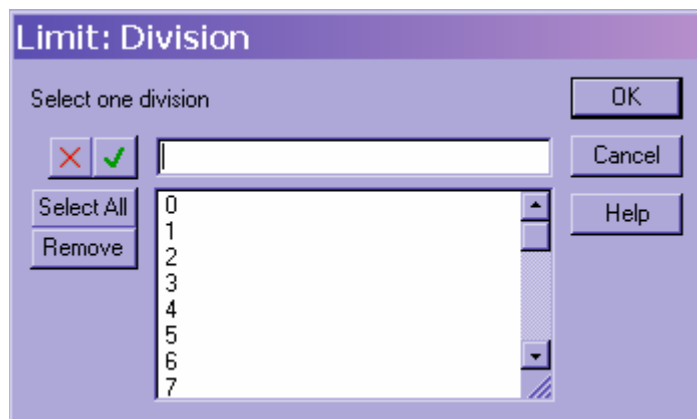 Limit: Division
Select one division
OK
Cancel
Select All
Remove
Help
0
1
2
3
4
5
6
7